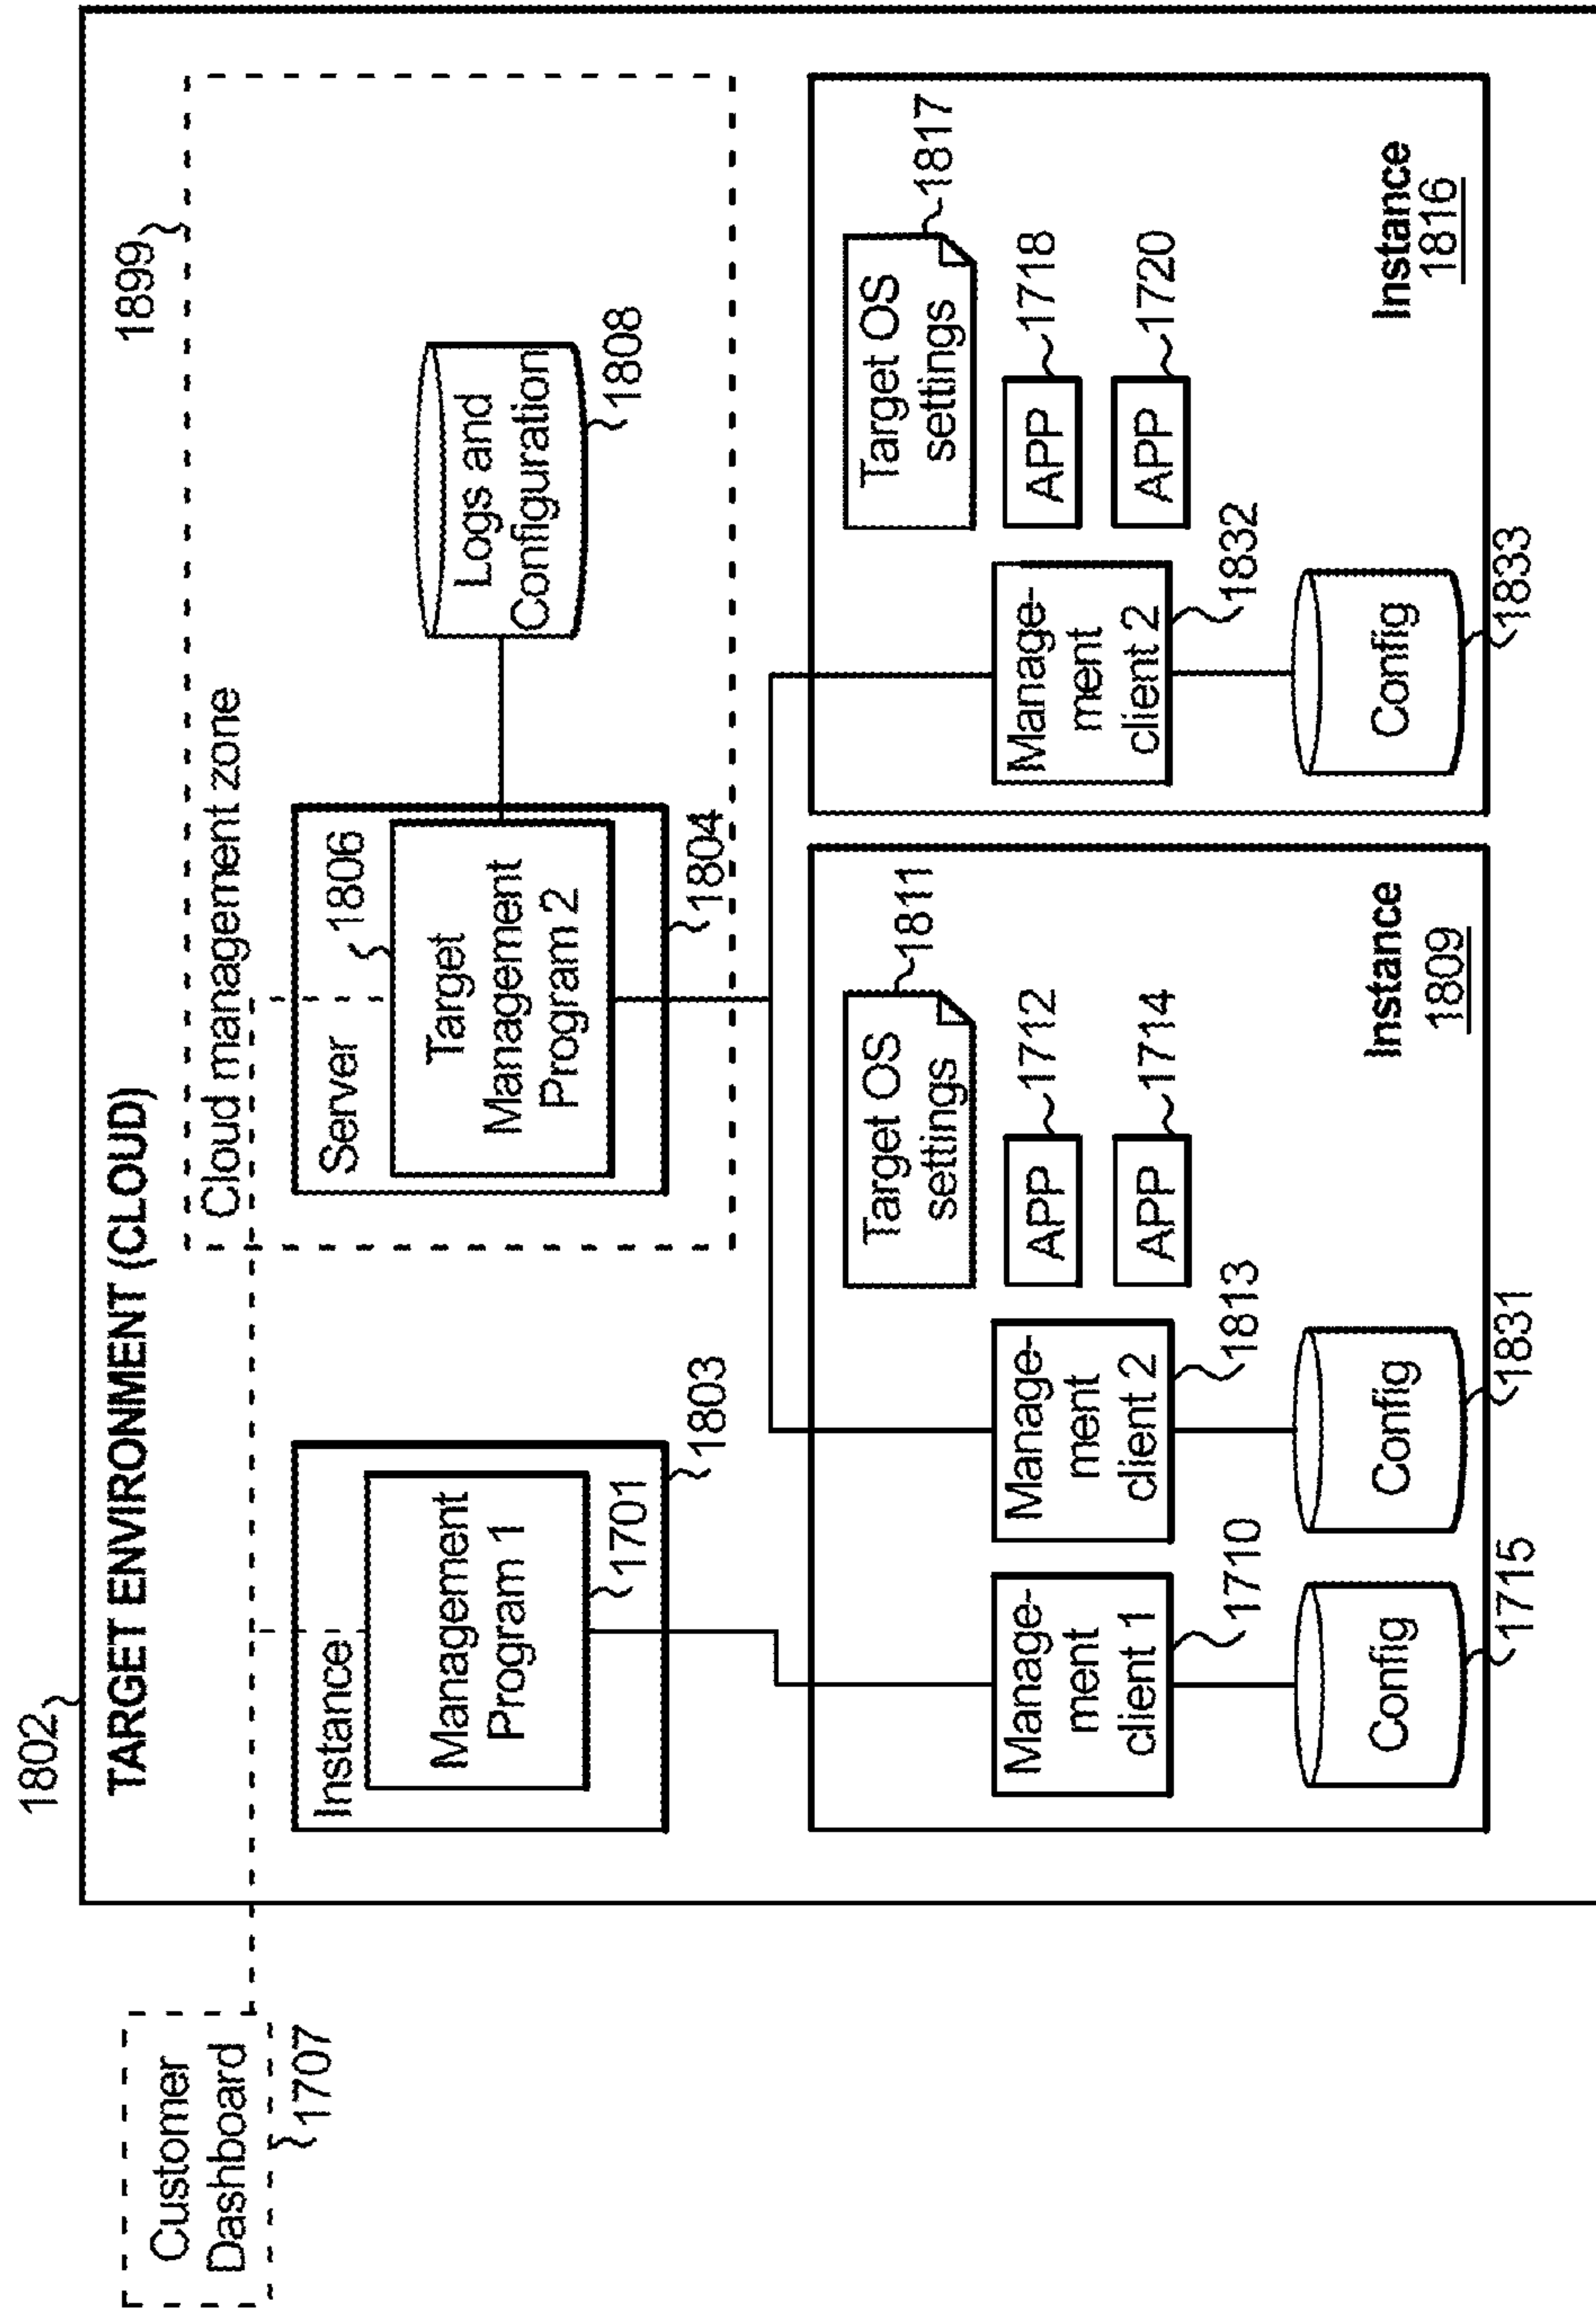 1802
TARGET ENVIRONMENT (CLOUD)
1899
Customer
Dashboard
1707
Cloud management zone
Instance
Management
Program 1
1701
1803
Server
1806
Target
Management
Program 2
1804
Logs and
Configuration
1808
Target OS
settings
1811
Manage-
ment
client 1
1710
Manage-
ment
client 2
1813
APP
1712
APP
1714
Config
1715
Config
1831
Instance
1809
Target OS
settings
1817
Manage-
ment
client 2
1832
APP
1718
APP
1720
Config
1833
Instance
1816